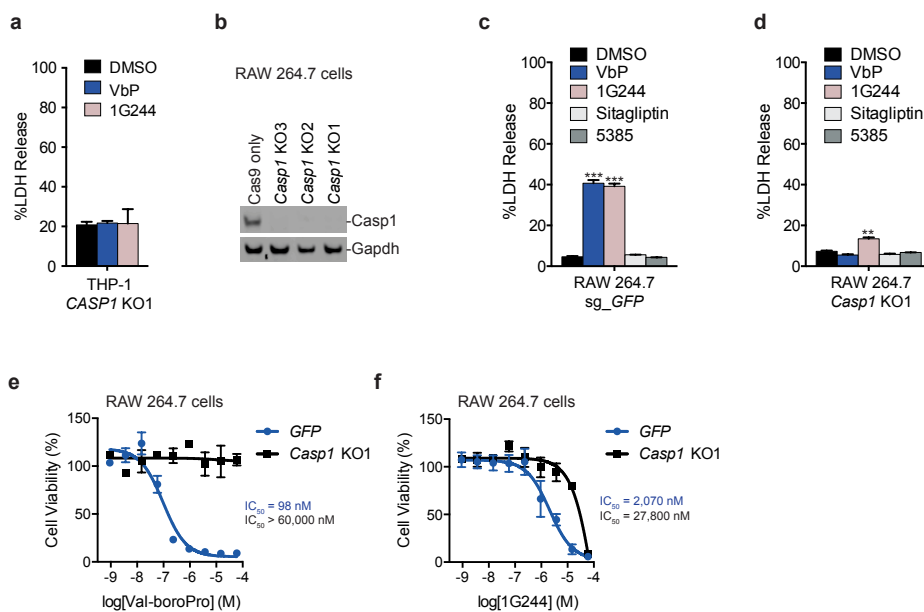 a
DMSO
VbP
1G244
%LDH Release
100
80
60
40
20
0
THP-1
CASP1 KO1
b
RAW 264.7 cells
Cas9 only
Casp1 KO3
Casp1 KO2
Casp1 KO1
-Casp1
-Gapdh
c
DMSO
VbP
1G244
Sitagliptin
5385
%LDH Release
100
80
60
40
20
0
*** ***
RAW 264.7
sg_GFP
d
DMSO
VbP
1G244
Sitagliptin
5385
%LDH Release
100
80
60
40
20
0
**
RAW 264.7
Casp1 KO1
e
RAW 264.7 cells
Cell Viability (%)
150
100
50
0
GFP
Casp1 KO1
IC50 = 98 nM
IC50 > 60,000 nM
-9 -8 -7 -6 -5 -4
log[Val-boroPro] (M)
f
RAW 264.7 cells
Cell Viability (%)
150
100
50
0
GFP
Casp1 KO1
IC50 = 2,070 nM
IC50 = 27,800 nM
-9 -8 -7 -6 -5 -4
log[1G244] (M)